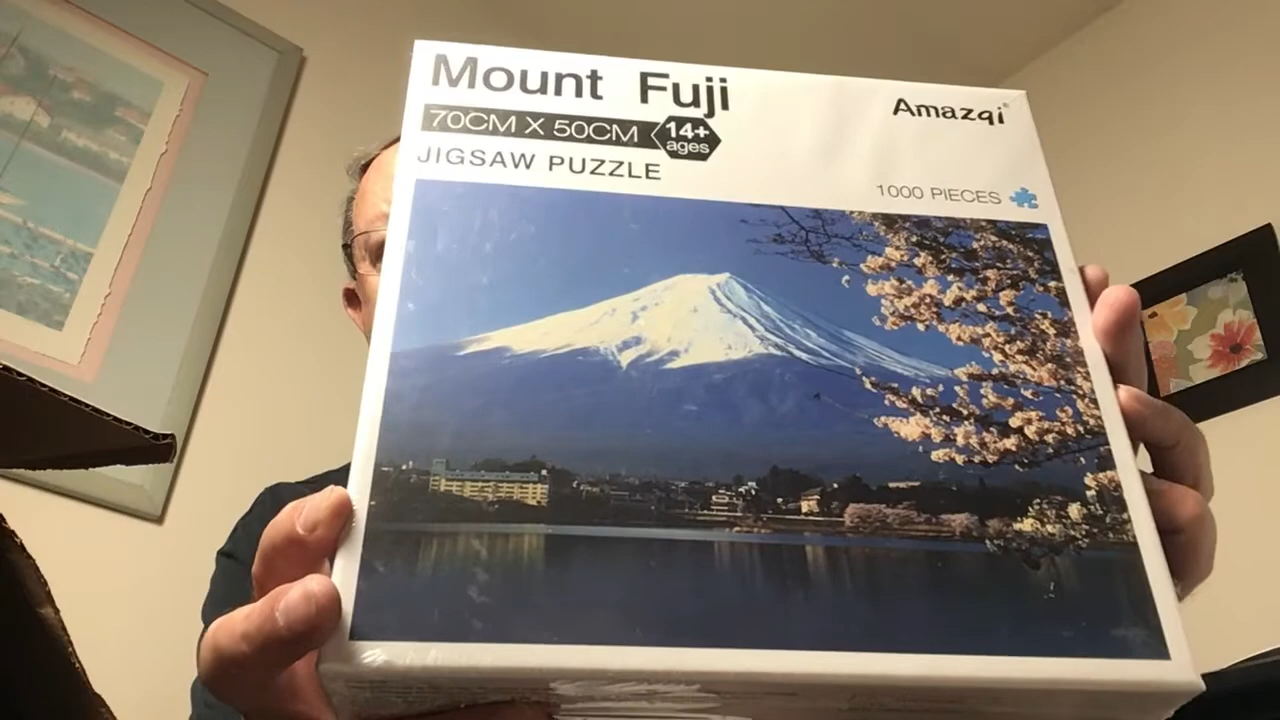 Mount Fuji
Amazqi®
70CM X 50CM
14+
ages
JIGSAW PUZZLE
1000 PIECES